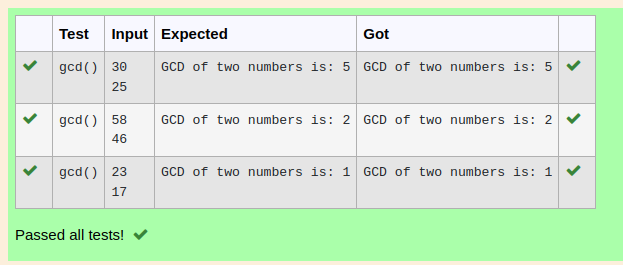 Test Input Expected Got
gcd() 30 GCD of two numbers is: 5 GCD of two numbers is: 5
25
gcd() 58 GCD of two numbers is: 2 GCD of two numbers is: 2
46
gcd() 23 GCD of two numbers is: 1 GCD of two numbers is: 1
17
Passed all tests!